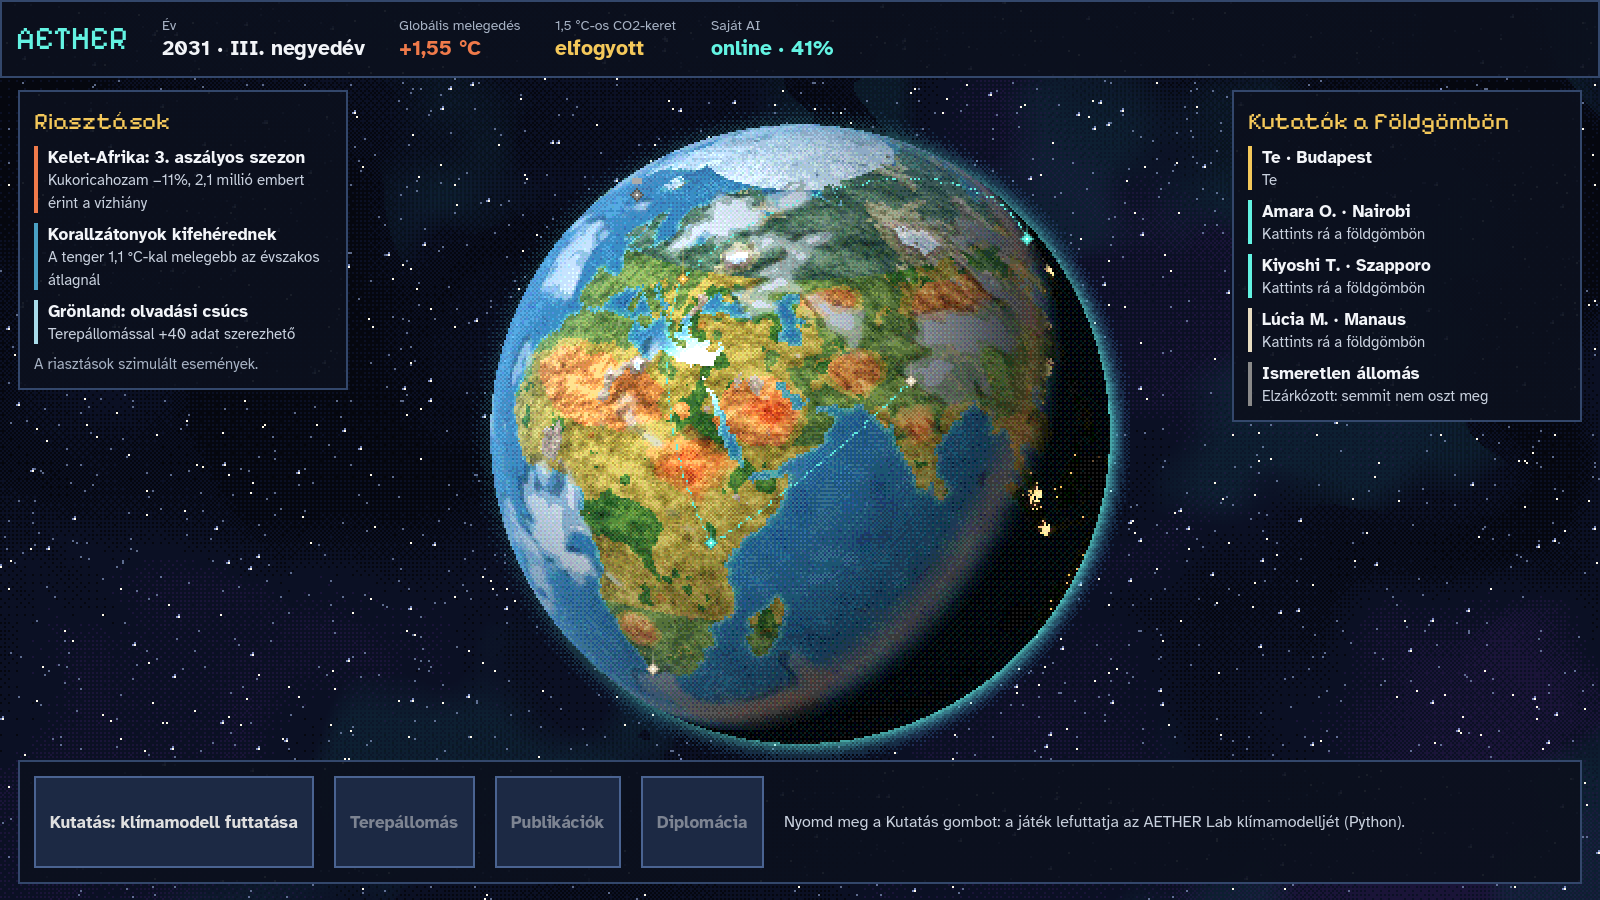 AETHER
Év
2031 · III. negyedév
Globális melegedés
+1,55 °C
1,5 °C-os CO2-keret
elfogyott
Saját AI
online · 41%
Riasztások
Kelet-Afrika: 3. aszályos szezon
Kukoricahozam −11%, 2,1 millió embert
érint a vízhiány
Korallzátonyok kifehérednek
A tenger 1,1 °C-kal melegebb az évszakos
átlagnál
Grönland: olvadási csúcs
Terepállomással +40 adat szerezhető
A riasztások szimulált események.
Kutatók a Földgömbön
Te · Budapest
Te
Amara O. · Nairobi
Kattints rá a földgömbön
Kiyoshi T. · Szapporo
Kattints rá a földgömbön
Lúcia M. · Manaus
Kattints rá a földgömbön
Ismeretlen állomás
Elzárkózott: semmit nem oszt meg
Kutatás: klímamodell futtatása
Terepállomás
Publikációk
Diplomácia
Nyomd meg a Kutatás gombot: a játék lefuttatja az AETHER Lab klímamodelljét (Python).